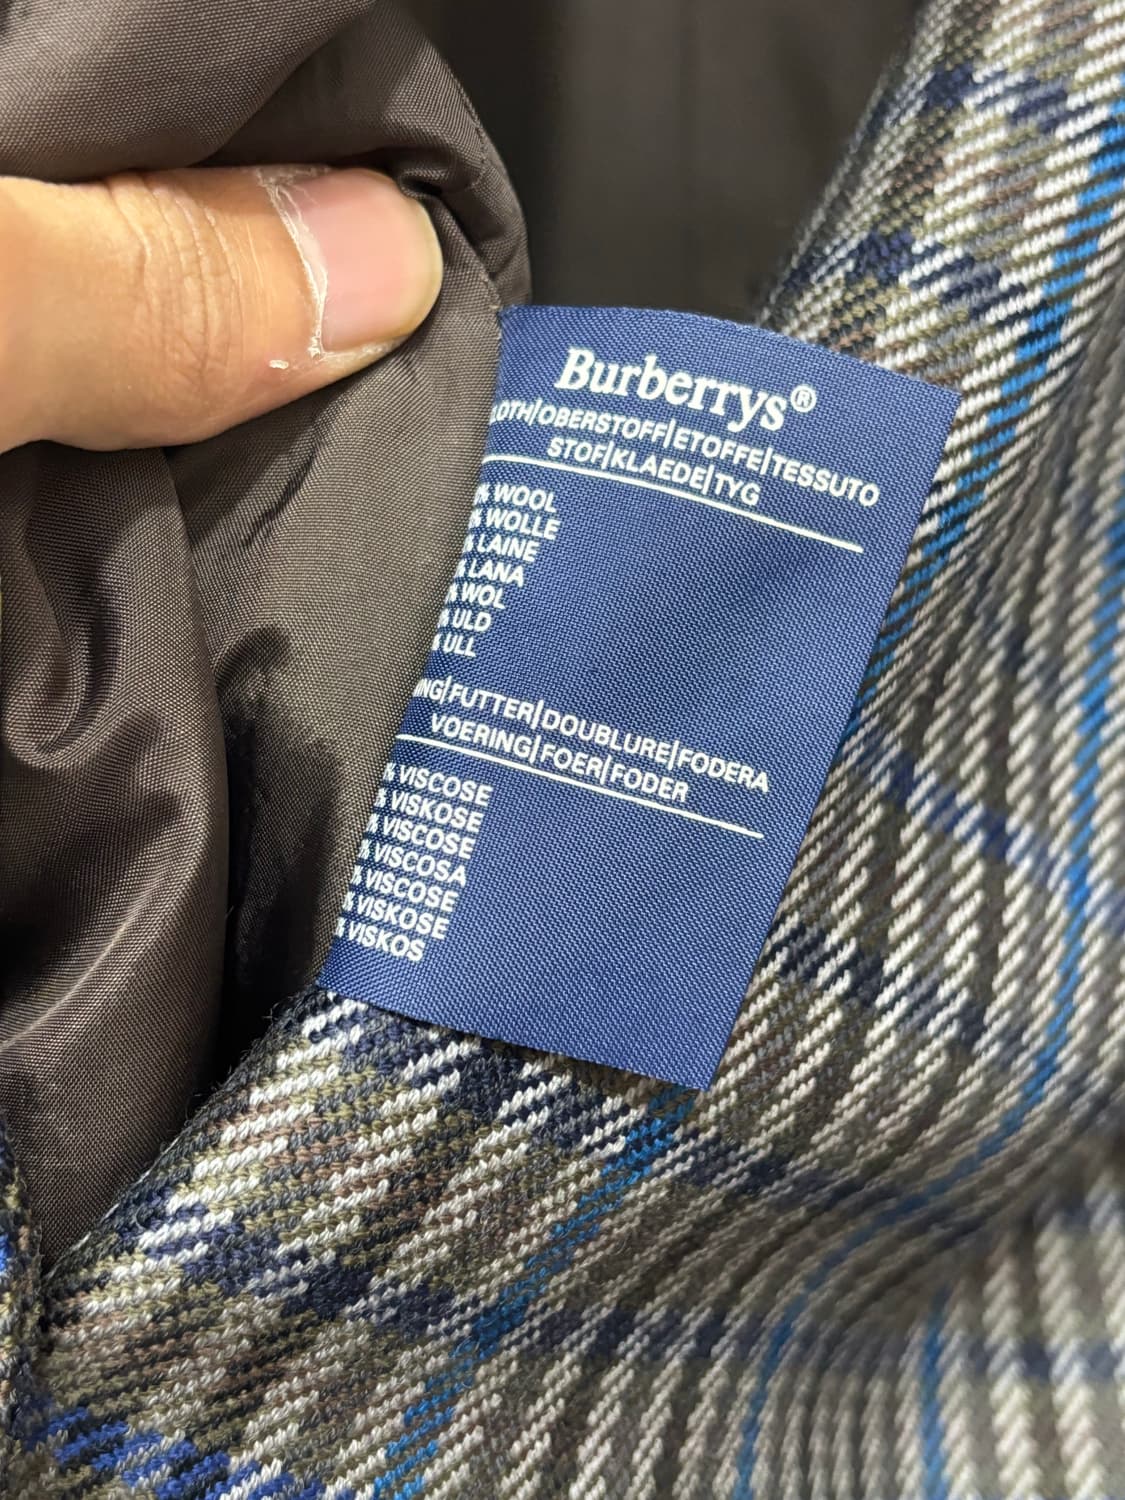 Burberrys®
LOTH|OBERSTOFF|ETOFFE|TESSUTO
STOF|KLAEDE|TYG
% WOOL
% WOLLE
% LAINE
% LANA
% WOL
% ULD
% ULL
ING|FUTTER|DOUBLURE|FODERA
VOERING|FOER|FODER
% VISCOSE
% VISKOSE
% VISCOSE
% VISCOSA
% VISCOSE
% VISKOSE
% VISKOS